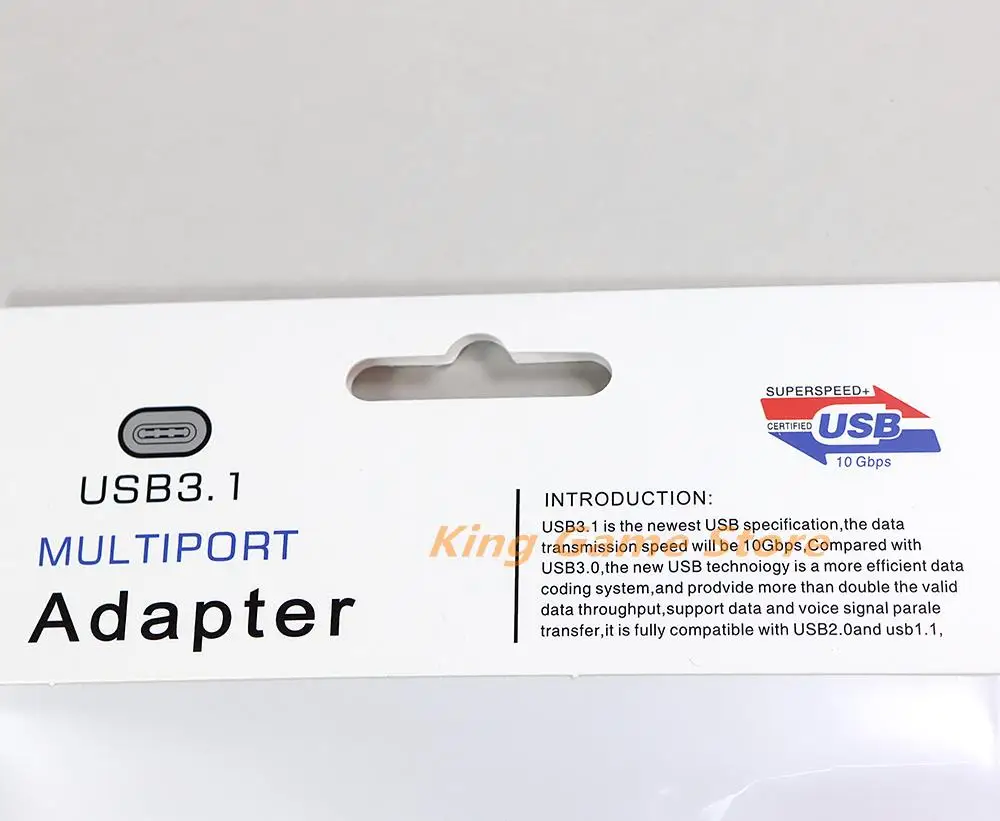 SUPERSPEED+
CERTIFIED USB
10 Gbps
USB3.1
MULTIPORT
Adapter
INTRODUCTION:
USB3.1 is the newest USB specification,the data
transmission speed will be 10Gbps,Compared with
USB3.0,the new USB technoiogy is a more efficient data
coding system,and prodvide more than double the valid
data throughput,support data and voice signal parale
transfer,it is fully compatible with USB2.0and usb1.1,
King Game Store